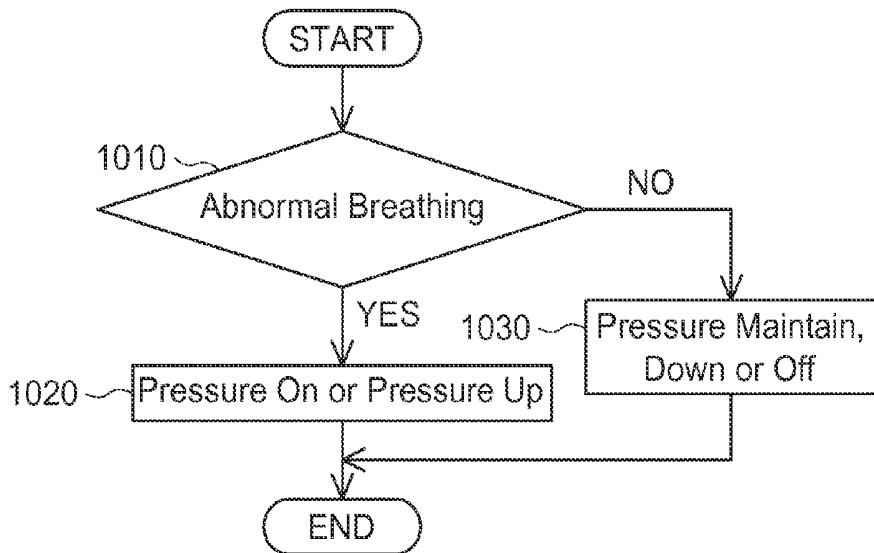 START
1010
Abnormal Breathing
NO
YES
1030
Pressure Maintain,
Down or Off
1020
Pressure On or Pressure Up
END